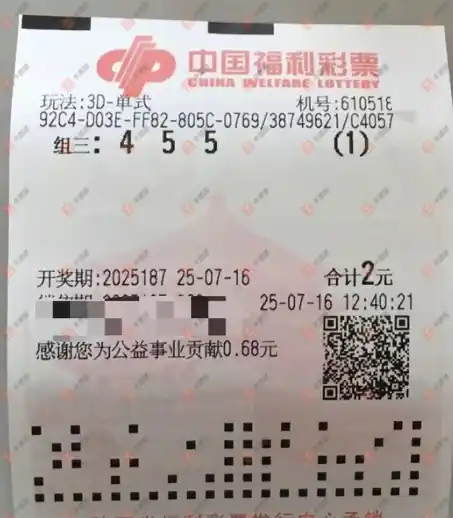 中国福利彩票
CHINA WELFARE LOTTERY
玩法:3D-单式 机号:610518
92C4-D03E-FF82-805C-0769/38749621/C4057
组三: 4 5 5 (1)
开奖期:2025187 25-07-16 合计2元
25-07-16 12:40:21
感谢您为公益事业贡献0.68元